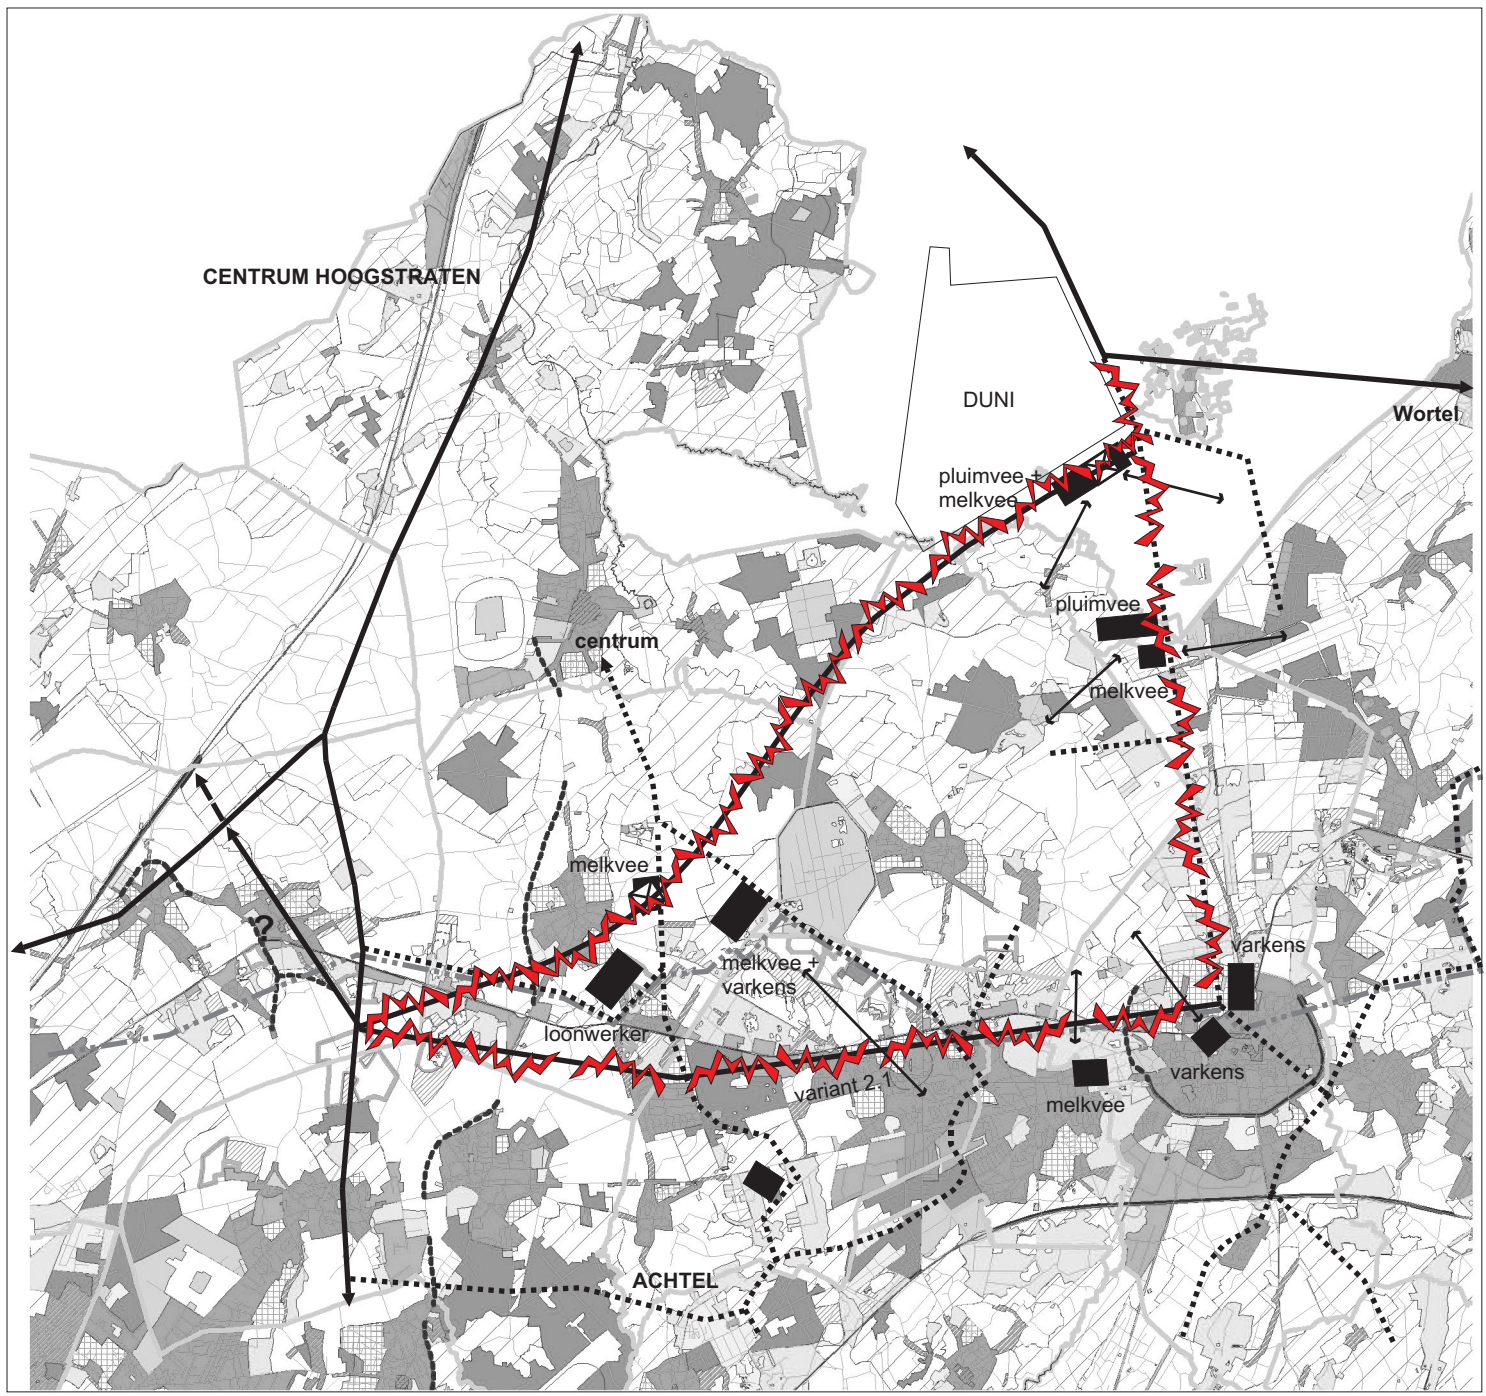 CENTRUM HOOGSTRATEN
DUNI
Wortel
pluimvee +
melkvee
pluimvee
centrum
melkvee
melkvee
?
varkens
melkvee +
varkens
loonwerker
varkens
variant 2.1
melkvee
ACHTEL